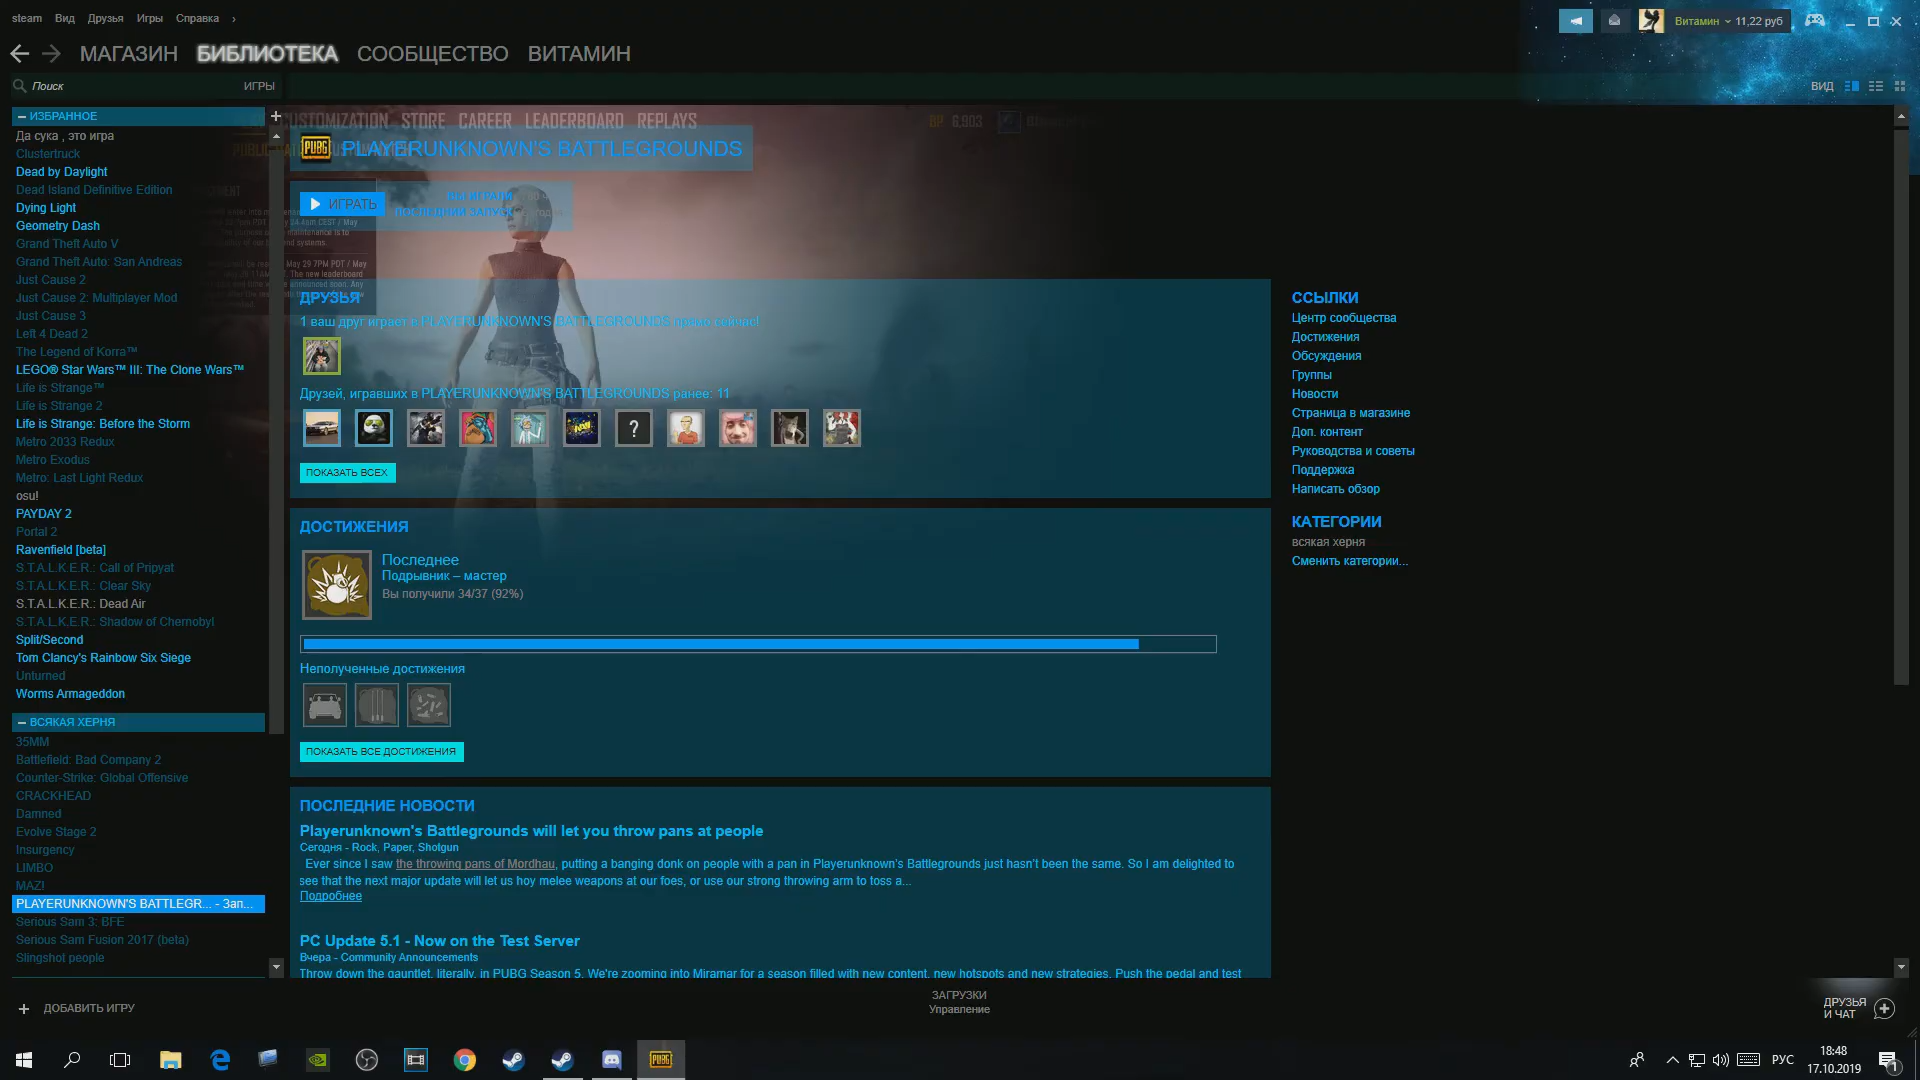 steam Вид Друзья Игры Справка ›
Витамин 11,22 руб
МАГАЗИН БИБЛИОТЕКА СООБЩЕСТВО ВИТАМИН
Поиск ИГРЫ ВИД
CUSTOMIZATION STORE CAREER LEADERBOARD REPLAYS BP 6,903
PUBG PLAYERUNKNOWN'S BATTLEGROUNDS
ИГРАТЬ
ВЫ ИГРАЛИ
ПОСЛЕДНИЙ ЗАПУСК
ИЗБРАННОЕ
Да сука , это игра
Clustertruck
Dead by Daylight
Dead Island Definitive Edition
Dying Light
Geometry Dash
Grand Theft Auto V
Grand Theft Auto: San Andreas
Just Cause 2
Just Cause 2: Multiplayer Mod
Just Cause 3
Left 4 Dead 2
The Legend of Korra™
LEGO® Star Wars™ III: The Clone Wars™
Life is Strange™
Life is Strange 2
Life is Strange: Before the Storm
Metro 2033 Redux
Metro Exodus
Metro: Last Light Redux
osu!
PAYDAY 2
Portal 2
Ravenfield [beta]
S.T.A.L.K.E.R.: Call of Pripyat
S.T.A.L.K.E.R.: Clear Sky
S.T.A.L.K.E.R.: Dead Air
S.T.A.L.K.E.R.: Shadow of Chernobyl
Split/Second
Tom Clancy's Rainbow Six Siege
Unturned
Worms Armageddon
ВСЯКАЯ ХЕРНЯ
35MM
Battlefield: Bad Company 2
Counter-Strike: Global Offensive
CRACKHEAD
Damned
Evolve Stage 2
Insurgency
LIMBO
MAZI
PLAYERUNKNOWN'S BATTLEGR... - Зап...
Serious Sam 3: BFE
Serious Sam Fusion 2017 (beta)
Slingshot people
ДРУЗЬЯ
1 ваш друг играет в PLAYERUNKNOWN'S BATTLEGROUNDS прямо сейчас!
Друзей, игравших в PLAYERUNKNOWN'S BATTLEGROUNDS ранее: 11
?
ПОКАЗАТЬ ВСЕХ
ДОСТИЖЕНИЯ
Последнее
Подрывник – мастер
Вы получили 34/37 (92%)
Неполученные достижения
ПОКАЗАТЬ ВСЕ ДОСТИЖЕНИЯ
ПОСЛЕДНИЕ НОВОСТИ
Playerunknown's Battlegrounds will let you throw pans at people
Сегодня - Rock, Paper, Shotgun
Ever since I saw the throwing pans of Mordhau, putting a banging donk on people with a pan in Playerunknown's Battlegrounds just hasn't been the same. So I am delighted to
see that the next major update will let us hoy melee weapons at our foes, or use our strong throwing arm to toss a...
Подробнее
PC Update 5.1 - Now on the Test Server
Вчера - Community Announcements
Throw down the gauntlet, literally, in PUBG Season 5. We're zooming into Miramar for a season filled with new content, new hotspots and new strategies. Push the pedal and test
ССЫЛКИ
Центр сообщества
Достижения
Обсуждения
Группы
Новости
Страница в магазине
Доп. контент
Руководства и советы
Поддержка
Написать обзор
КАТЕГОРИИ
всякая херня
Сменить категории...
ДОБАВИТЬ ИГРУ
ЗАГРУЗКИ
Управление
ДРУЗЬЯ
И ЧАТ
PUBG
РУС
18:48
17.10.2019
1